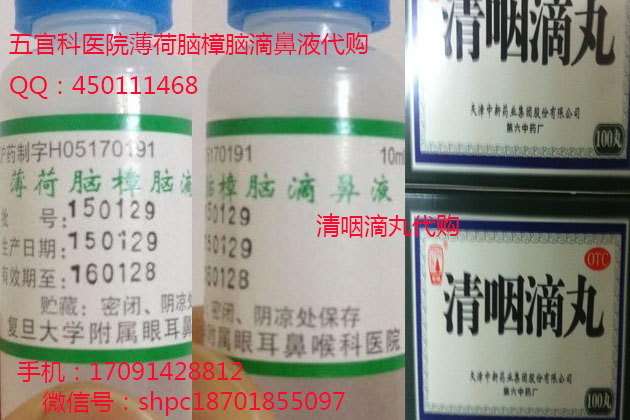 五官科医院薄荷脑樟脑滴鼻液代购
QQ：450111468
沪药制字H05170191
薄荷脑樟脑滴
批 号：150129
生产日期：150129
有效期至：160128
贮藏：密闭、阴凉
复旦大学附属眼耳鼻
5170191 10ml
脑樟脑滴鼻液
150129
150129
160128
密闭、阴凉处保存
附属眼耳鼻喉科医院
清咽滴丸
天津中新药业集团股份有限公司
第六中药厂
100丸
清咽滴丸代购
OTC
清咽滴丸
天津中新药业集团股份有限公司
第六中药厂
100丸
手机：17091428812
微信号：shpc18701855097